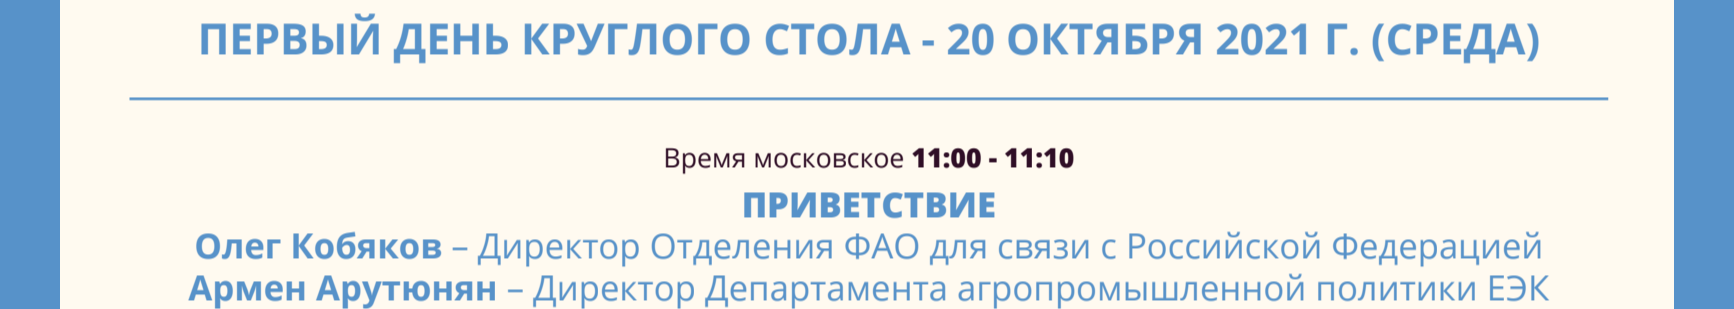 ПЕРВЫЙ ДЕНЬ КРУГЛОГО СТОЛА - 20 ОКТЯБРЯ 2021 Г. (СРЕДА)
Время московское 11:00 - 11:10
ПРИВЕТСТВИЕ
Олег Кобяков – Директор Отделения ФАО для связи с Российской Федерацией
Армен Арутюнян – Директор Департамента агропромышленной политики ЕЭК